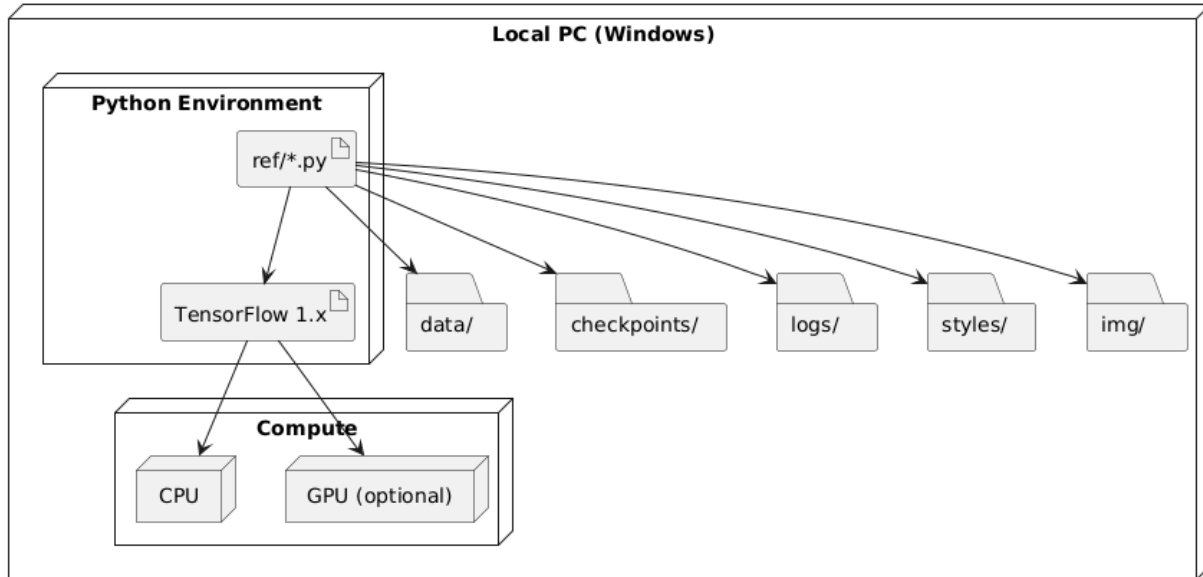 Local PC (Windows)
Python Environment
ref/*.py
TensorFlow 1.x
data/
checkpoints/
logs/
styles/
img/
Compute
CPU
GPU (optional)